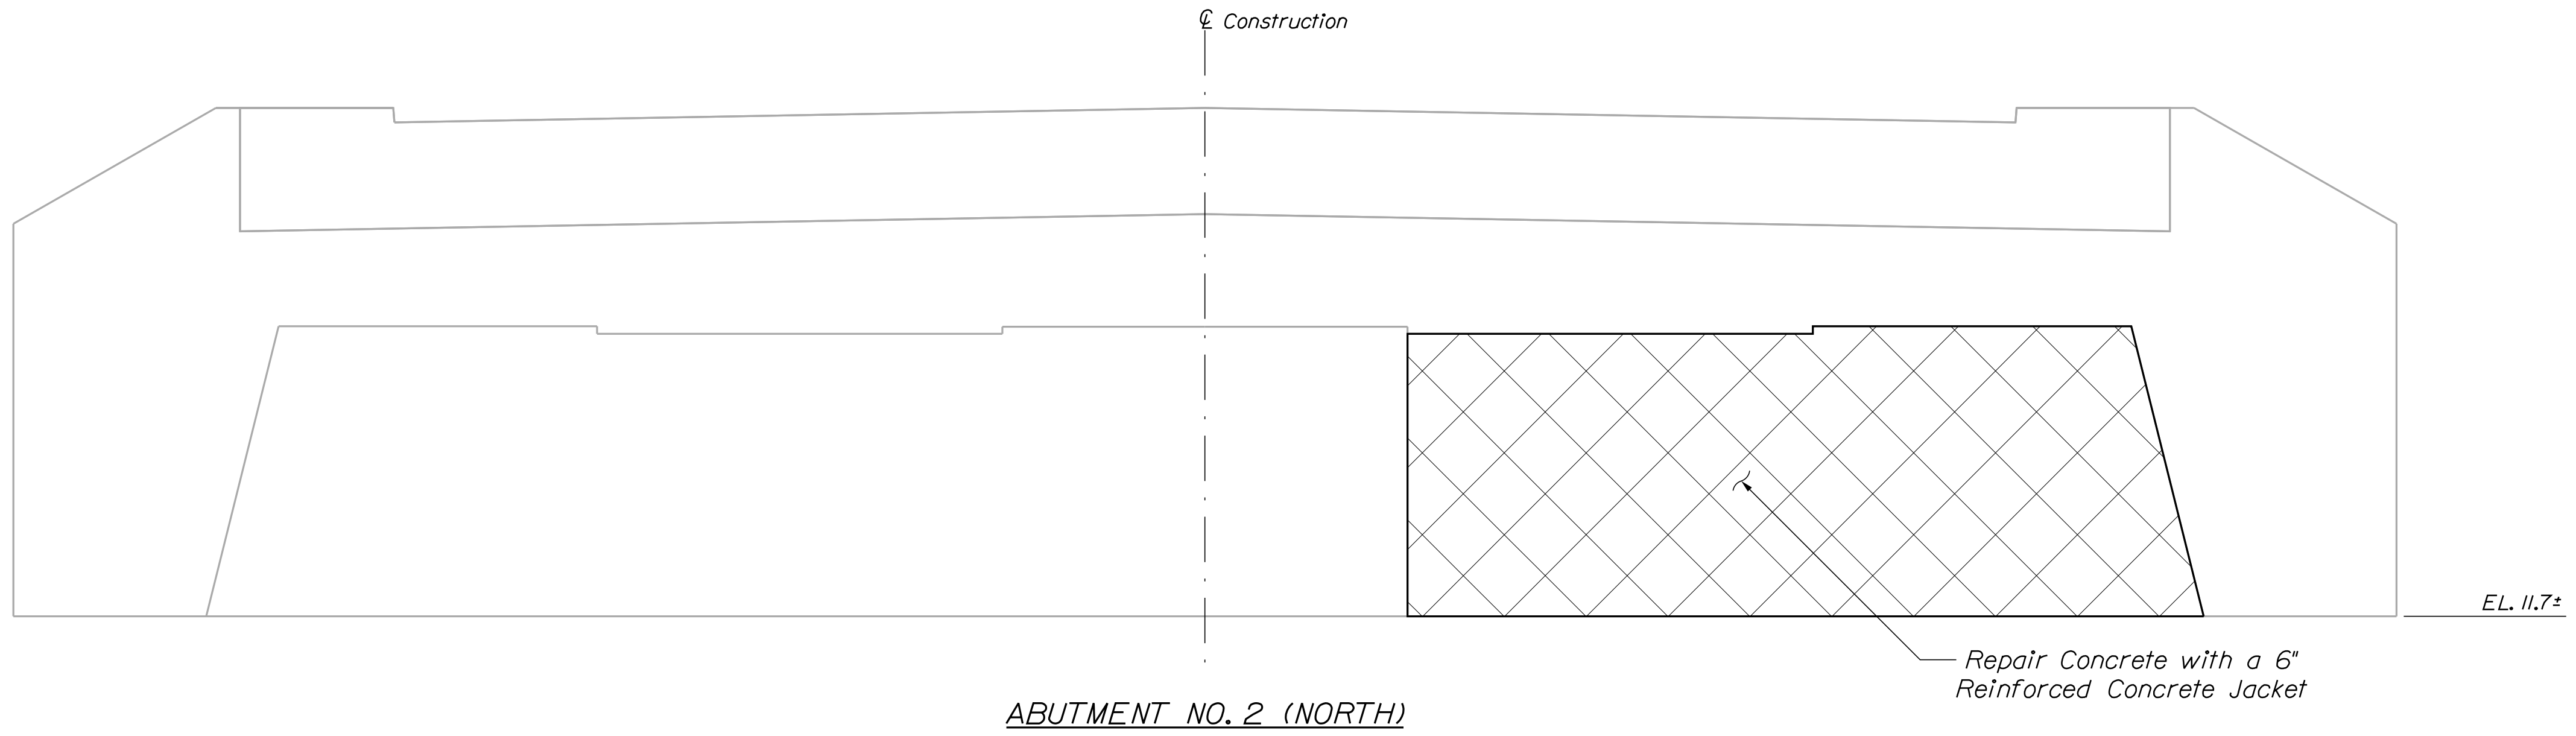 ℄ Construction
EL. 11.7±
Repair Concrete with a 6"
Reinforced Concrete Jacket
ABUTMENT NO. 2 (NORTH)